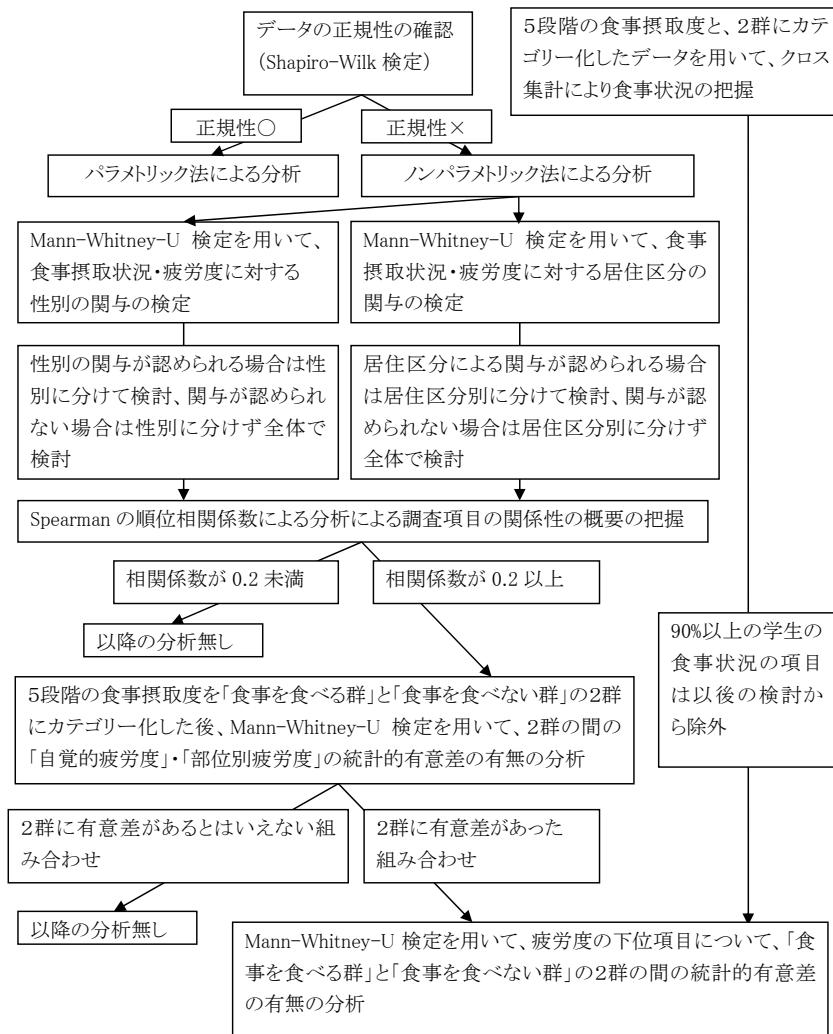 データの正規性の確認
（Shapiro-Wilk 検定）
5段階の食事摂取度と、2群にカテ
ゴリー化したデータを用いて、クロス
集計により食事状況の把握
正規性〇
正規性×
パラメトリック法による分析
ノンパラメトリック法による分析
Mann-Whitney-U 検定を用いて、
食事摂取状況・疲労度に対する
性別の関与の検定
Mann-Whitney-U 検定を用いて、食事
摂取状況・疲労度に対する居住区分の
関与の検定
性別の関与が認められる場合は性
別に分けて検討、関与が認められ
ない場合は性別に分けず全体で
検討
居住区分による関与が認められる場合
は居住区分別に分けて検討、関与が認
められない場合は居住区分別に分けず
全体で検討
Spearman の順位相関係数による分析による調査項目の関係性の概要の把握
相関係数が 0.2 未満
相関係数が 0.2 以上
以降の分析無し
90%以上の学生の
食事状況の項目
は以後の検討か
ら除外
5段階の食事摂取度を「食事を食べる群」と「食事を食べない群」の2群
にカテゴリー化した後、Mann-Whitney-U 検定を用いて、2群の間の
「自覚的疲労度」・「部位別疲労度」の統計的有意差の有無の分析
2群に有意差があるとはいえない組
み合わせ
2群に有意差があった
組み合わせ
以降の分析無し
Mann-Whitney-U 検定を用いて、疲労度の下位項目について、「食
事を食べる群」と「食事を食べない群」の2群の間の統計的有意差
の有無の分析